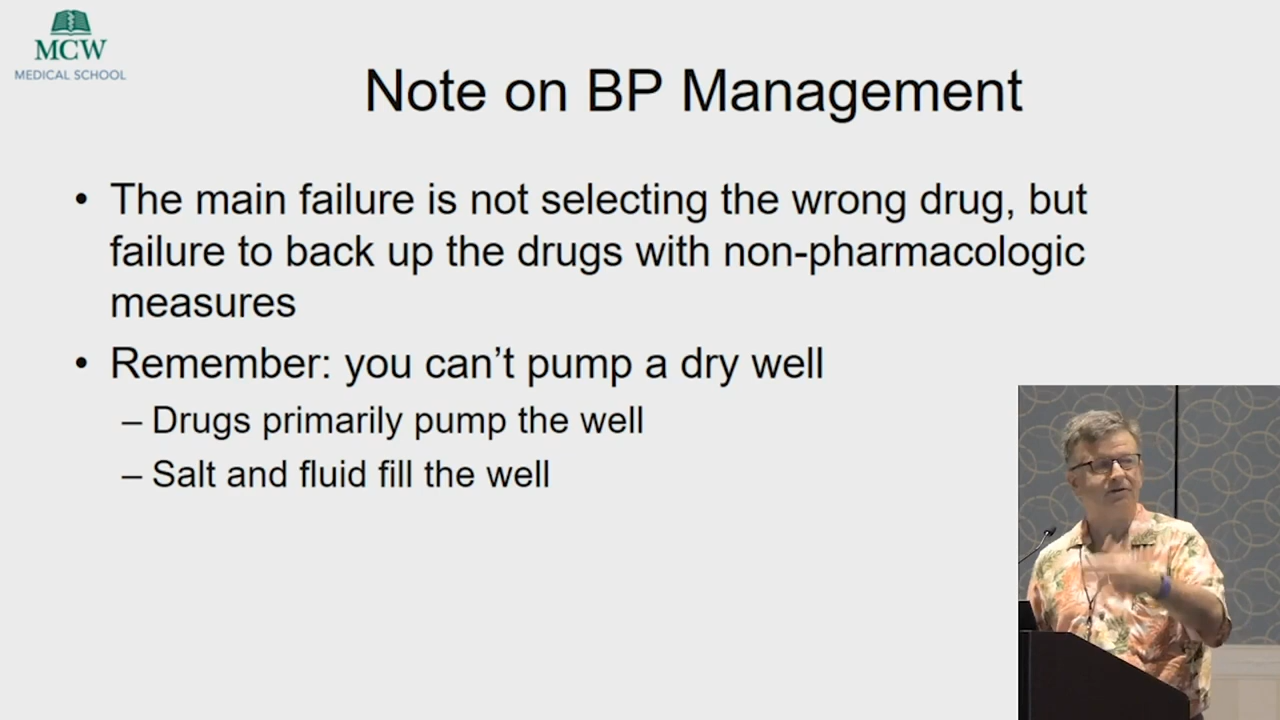 MCW
MEDICAL SCHOOL
Note on BP Management
• The main failure is not selecting the wrong drug, but
failure to back up the drugs with non-pharmacologic
measures
• Remember: you can’t pump a dry well
– Drugs primarily pump the well
– Salt and fluid fill the well